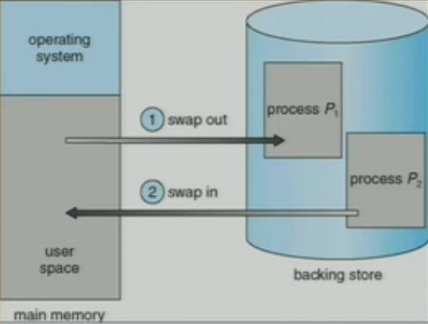 operating
system
1 swap out
process P1
process P2
2 swap in
user
space
backing store
main memory